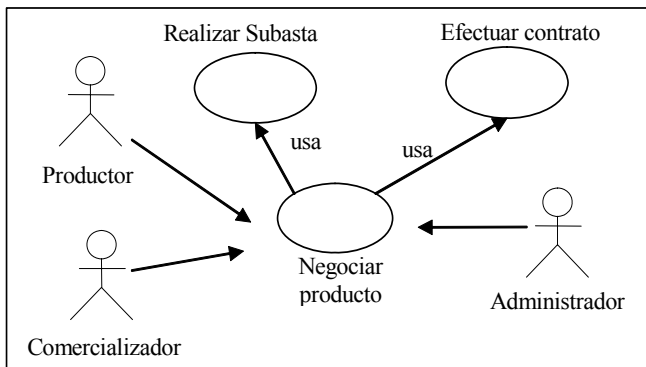 Realizar Subasta
Efectuar contrato
usa
usa
Productor
Negociar
producto
Administrador
Comercializador